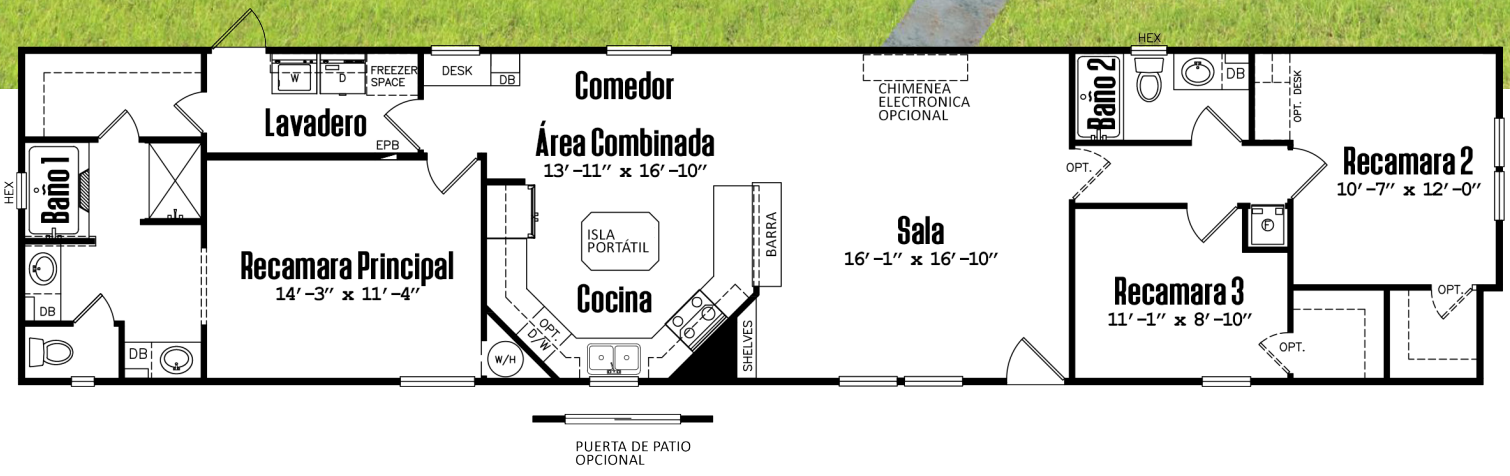 HEX
Baño 1
DB
DB
W
D
FREEZER
SPACE
Lavadero
EPB
Recamara Principal
14'-3" x 11'-4"
DESK
DB
Comedor
Área Combinada
13'-11" x 16'-10"
ISLA
PORTÁTIL
Cocina
OPT.
D/W
W/H
BARRA
SHELVES
PUERTA DE PATIO
OPCIONAL
CHIMENEA
ELECTRONICA
OPCIONAL
Sala
16'-1" x 16'-10"
HEX
Baño 2
DB
OPT.
OPT. DESK
Recamara 2
10'-7" x 12'-0"
F
Recamara 3
11'-1" x 8'-10"
OPT.
OPT.